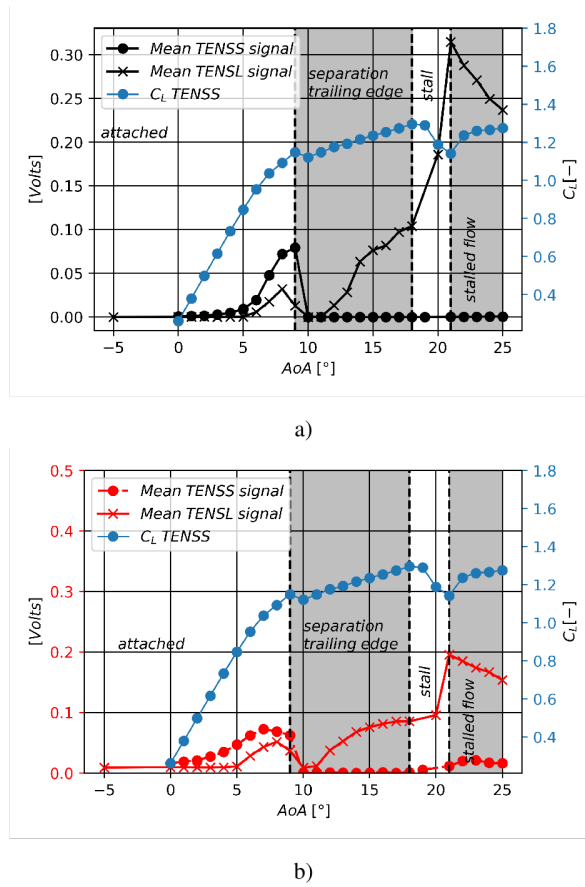 Mean TENSS signal
Mean TENSL signal
C_L TENSS
separation
trailing edge
stall
attached
stalled flow
[Volts]
0.30
0.25
0.20
0.15
0.10
0.05
0.00
1.8
1.6
1.4
1.2
1.0
0.8
0.6
0.4
C_L[−]
−5 0 5 10 15 20 25
AoA [°]
a)
Mean TENSS signal
Mean TENSL signal
C_L TENSS
separation
trailing edge
attached
stall
stalled flow
[Volts]
0.5
0.4
0.3
0.2
0.1
0.0
1.8
1.6
1.4
1.2
1.0
0.8
0.6
0.4
C_L[−]
−5 0 5 10 15 20 25
AoA [°]
b)